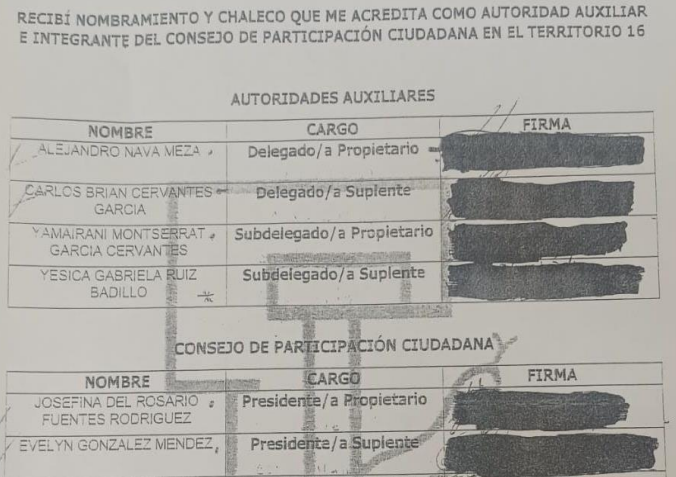 RECIBÍ NOMBRAMIENTO Y CHALECO QUE ME ACREDITA COMO AUTORIDAD AUXILIAR
E INTEGRANTE DEL CONSEJO DE PARTICIPACIÓN CIUDADANA EN EL TERRITORIO 16
AUTORIDADES AUXILIARES
NOMBRE CARGO FIRMA
ALEJANDRO NAVA MEZA Delegado/a Propietario
CARLOS BRIAN CERVANTES Delegado/a Suplente
GARCIA
YAMAIRANI MONTSERRAT Subdelegado/a Propietario
GARCIA CERVANTES
YESICA GABRIELA RUIZ Subdelegado/a Suplente
BADILLO
CONSEJO DE PARTICIPACIÓN CIUDADANA
NOMBRE CARGO FIRMA
JOSEFINA DEL ROSARIO Presidente/a Propietario
FUENTES RODRIGUEZ
EVELYN GONZALEZ MENDEZ Presidente/a Suplente